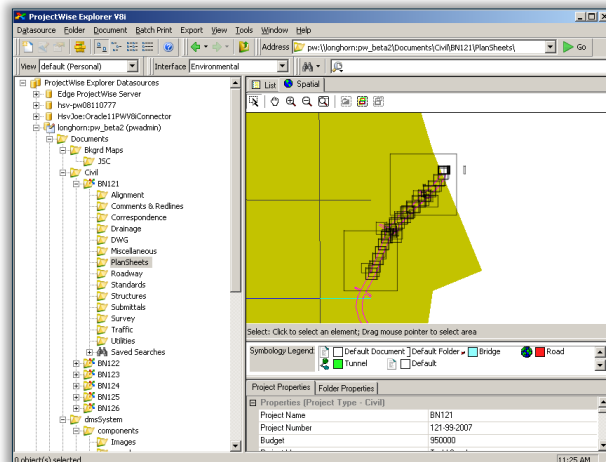 ProjectWise Explorer V8i
Datasource Folder Document Batch Print Export View Tools Window Help
Address pw:\\longhorn:pw_beta2\Documents\Civil\BN121\PlanSheets\ Go
View default (Personal) Interface Environmental
ProjectWise Explorer Datasources
Edge ProjectWise Server
hsv-pw08110777
HsvJoe:Oracle11PWV8iConnector
longhorn:pw_beta2 (pwadmin)
Documents
Bkgrd Maps
JSC
Civil
BN121
Alignment
Comments & Redlines
Correspondence
Drainage
DWG
Miscellaneous
PlanSheets
Roadway
Standards
Structures
Submittals
Survey
Traffic
Utilities
Saved Searches
BN122
BN123
BN124
BN125
BN126
dmsSystem
components
Images
List Spatial
Select: Click to select an element; Drag mouse pointer to select area
Symbology Legend: Default Document Default Folder Bridge Road
Tunnel Default
Project Properties Folder Properties
Properties (Project Type - Civil)
Project Name BN121
Project Number 121-99-2007
Budget 950000
0 object(s) selected 11:25 AM